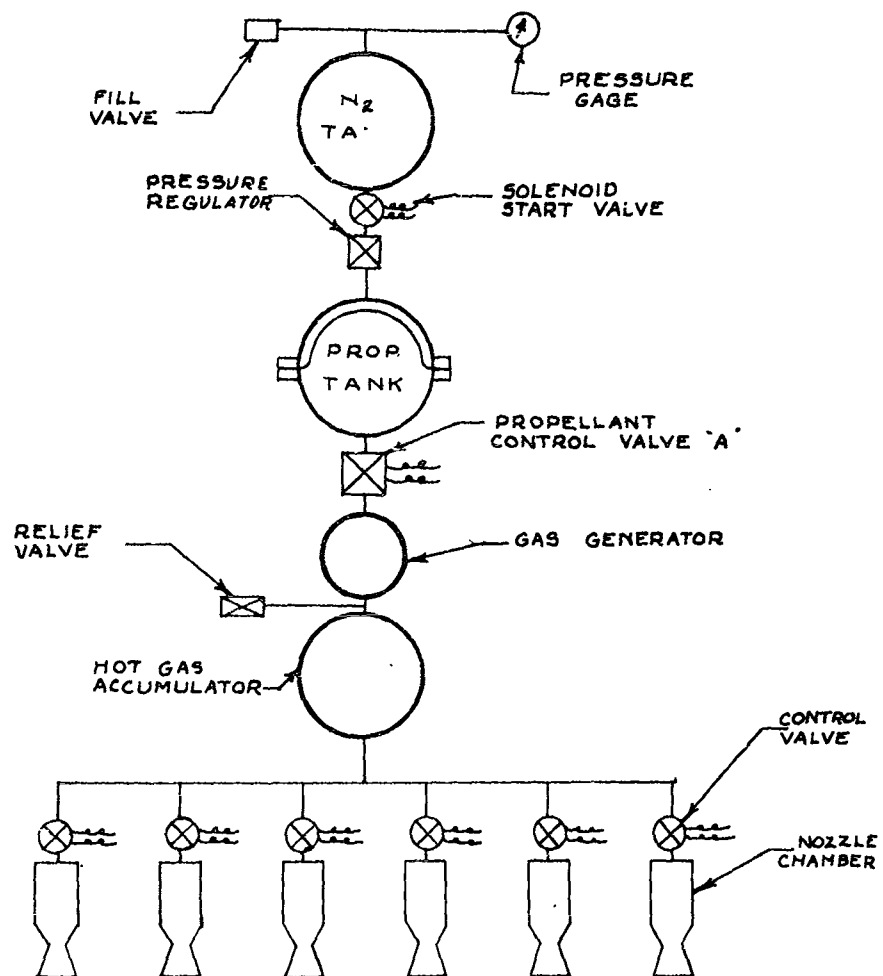 FILL
VALVE
PRESSURE
GAGE
N2
TA
PRESSURE
REGULATOR
SOLENOID
START VALVE
PROP.
TANK
PROPELLANT
CONTROL VALVE 'A'
RELIEF
VALVE
GAS GENERATOR
HOT GAS
ACCUMULATOR
CONTROL
VALVE
NOZZLE
CHAMBER